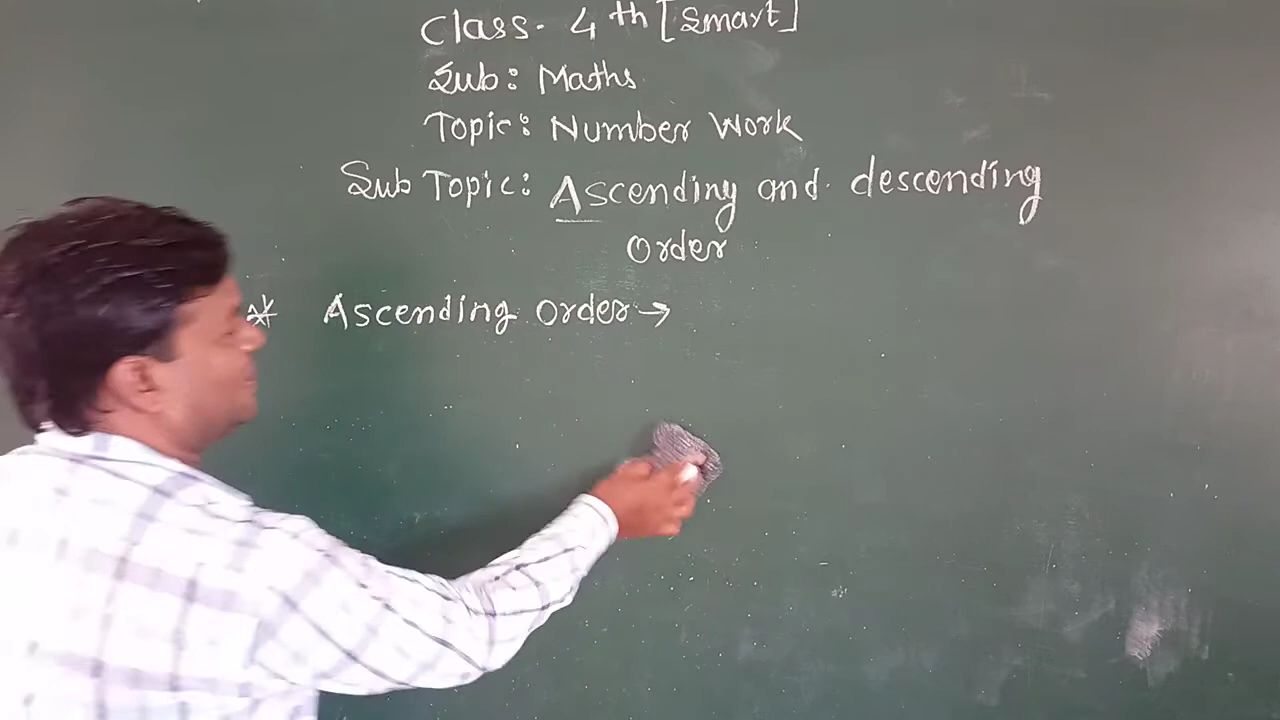 Class- 4th [Smart]
Sub: Maths
Topic: Number Work
Sub Topic: Ascending and descending
Order
* Ascending Order →